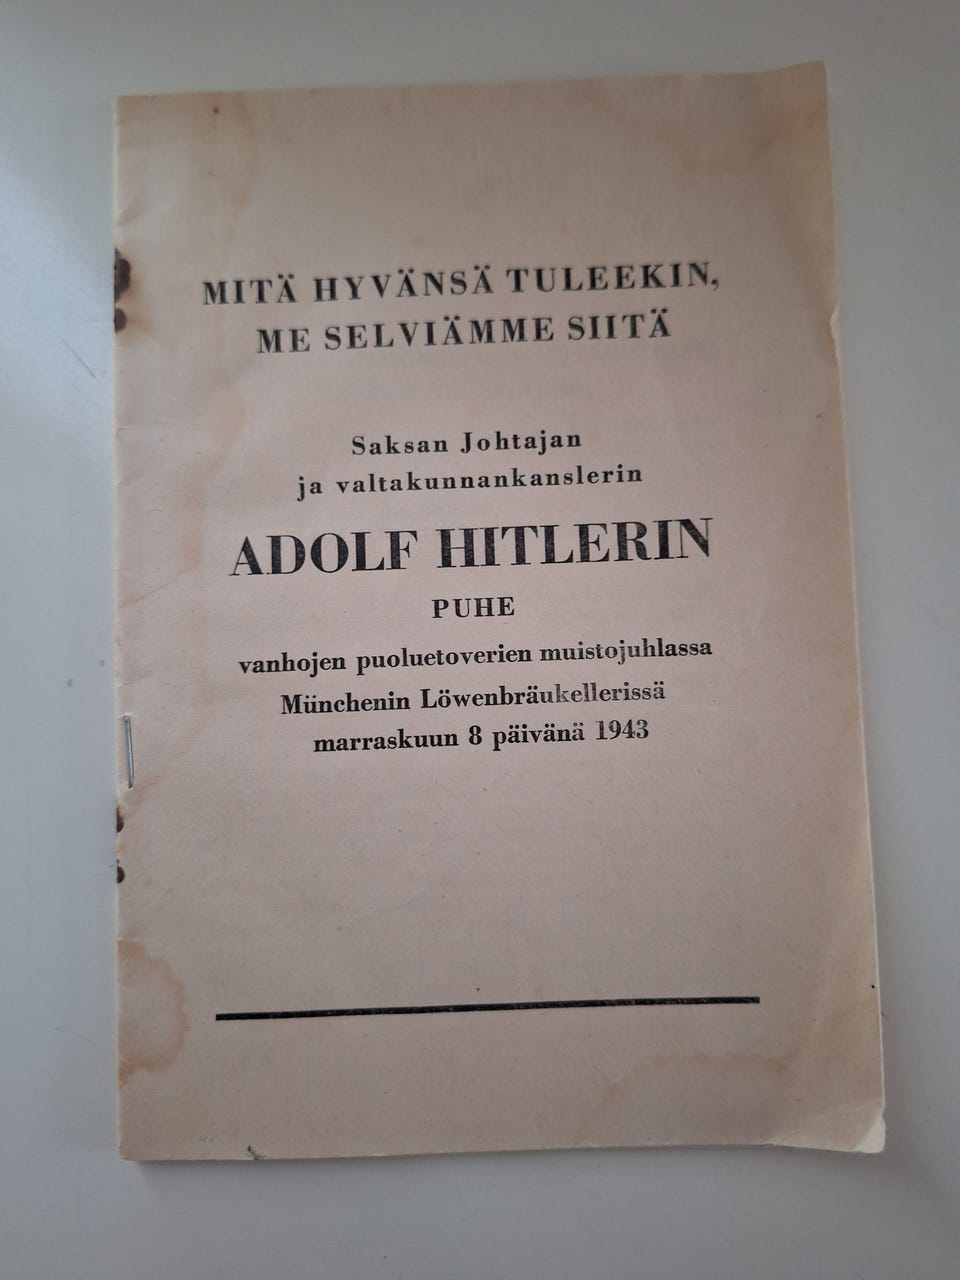 MITÄ HYVÄNSÄ TULEEKIN,
ME SELVIÄMME SIITÄ
Saksan Johtajan
ja valtakunnankanslerin
ADOLF HITLERIN
PUHE
vanhojen puoluetoverien muistojuhlassa
Münchenin Löwenbräukellerissä
marraskuun 8 päivänä 1943